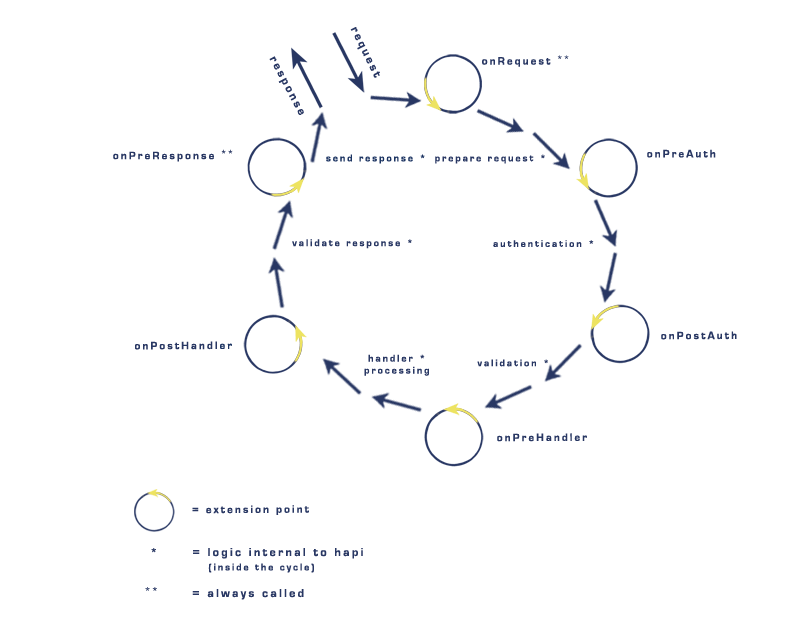 request
response
onRequest **
onPreResponse **
send response *
prepare request *
onPreAuth
validate response *
authentication *
onPostHandler
onPostAuth
handler *
processing
validation *
onPreHandler
= extension point
* = logic internal to hapi
(inside the cycle)
** = always called